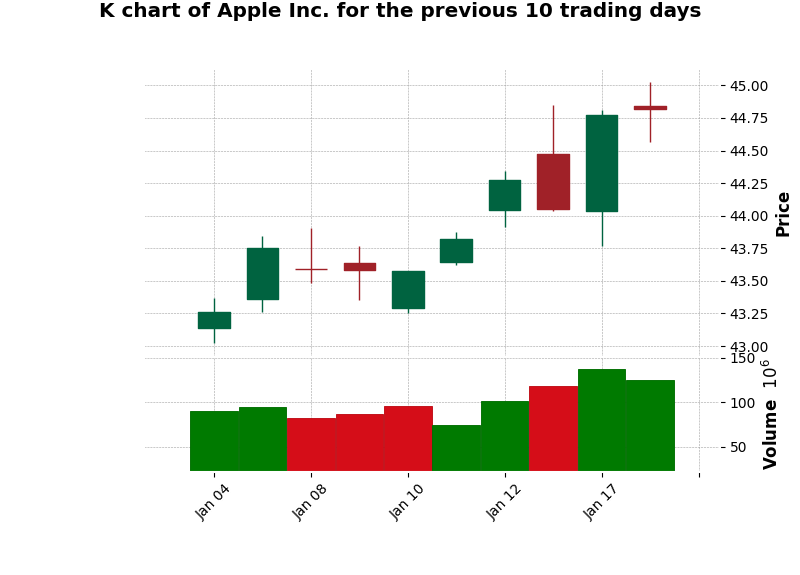 K chart of Apple Inc. for the previous 10 trading days
45.00
44.75
44.50
44.25
44.00
43.75
43.50
43.25
43.00
Price
150
100
50
Volume 10^6
Jan 04
Jan 08
Jan 10
Jan 12
Jan 17